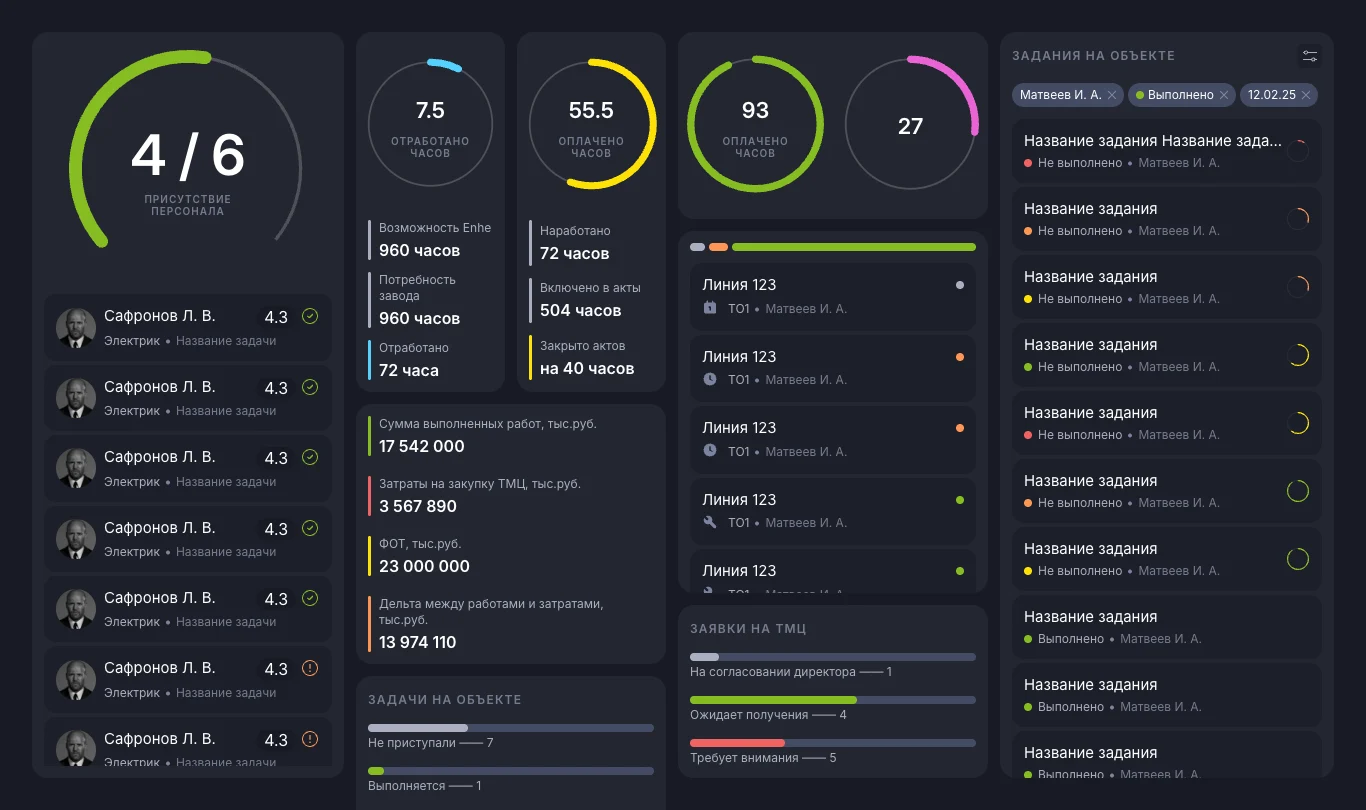 4 / 6
ПРИСУТСТВИЕ
ПЕРСОНАЛА
Сафронов Л. В.
4.3
Электрик • Название задачи
Сафронов Л. В.
4.3
Электрик • Название задачи
Сафронов Л. В.
4.3
Электрик • Название задачи
Сафронов Л. В.
4.3
Электрик • Название задачи
Сафронов Л. В.
4.3
Электрик • Название задачи
Сафронов Л. В.
4.3
Электрик • Название задачи
Сафронов Л. В.
4.3
Электрик • Название задачи
7.5
ОТРАБОТАНО
ЧАСОВ
Возможность Enhe
960 часов
Потребность
завода
960 часов
Отработано
72 часа
55.5
ОПЛАЧЕНО
ЧАСОВ
Наработано
72 часов
Включено в акты
504 часов
Закрыто актов
на 40 часов
Сумма выполненных работ, тыс.руб.
17 542 000
Затраты на закупку ТМЦ, тыс.руб.
3 567 890
ФОТ, тыс.руб.
23 000 000
Дельта между работами и затратами,
тыс.руб.
13 974 110
ЗАДАЧИ НА ОБЪЕКТЕ
Не приступали —— 7
Выполняется —— 1
93
ОПЛАЧЕНО
ЧАСОВ
27
Линия 123
ТО1 • Матвеев И. А.
Линия 123
ТО1 • Матвеев И. А.
Линия 123
ТО1 • Матвеев И. А.
Линия 123
ТО1 • Матвеев И. А.
Линия 123
ТО1 • Матвеев И. А.
ЗАЯВКИ НА ТМЦ
На согласовании директора —— 1
Ожидает получения —— 4
Требует внимания —— 5
ЗАДАНИЯ НА ОБЪЕКТЕ
Матвеев И. А. × Выполнено × 12.02.25 ×
Название задания Название зада...
Не выполнено • Матвеев И. А.
Название задания
Не выполнено • Матвеев И. А.
Название задания
Не выполнено • Матвеев И. А.
Название задания
Не выполнено • Матвеев И. А.
Название задания
Не выполнено • Матвеев И. А.
Название задания
Не выполнено • Матвеев И. А.
Название задания
Не выполнено • Матвеев И. А.
Название задания
Выполнено • Матвеев И. А.
Название задания
Выполнено • Матвеев И. А.
Название задания
Выполнено • Матвеев И. А.